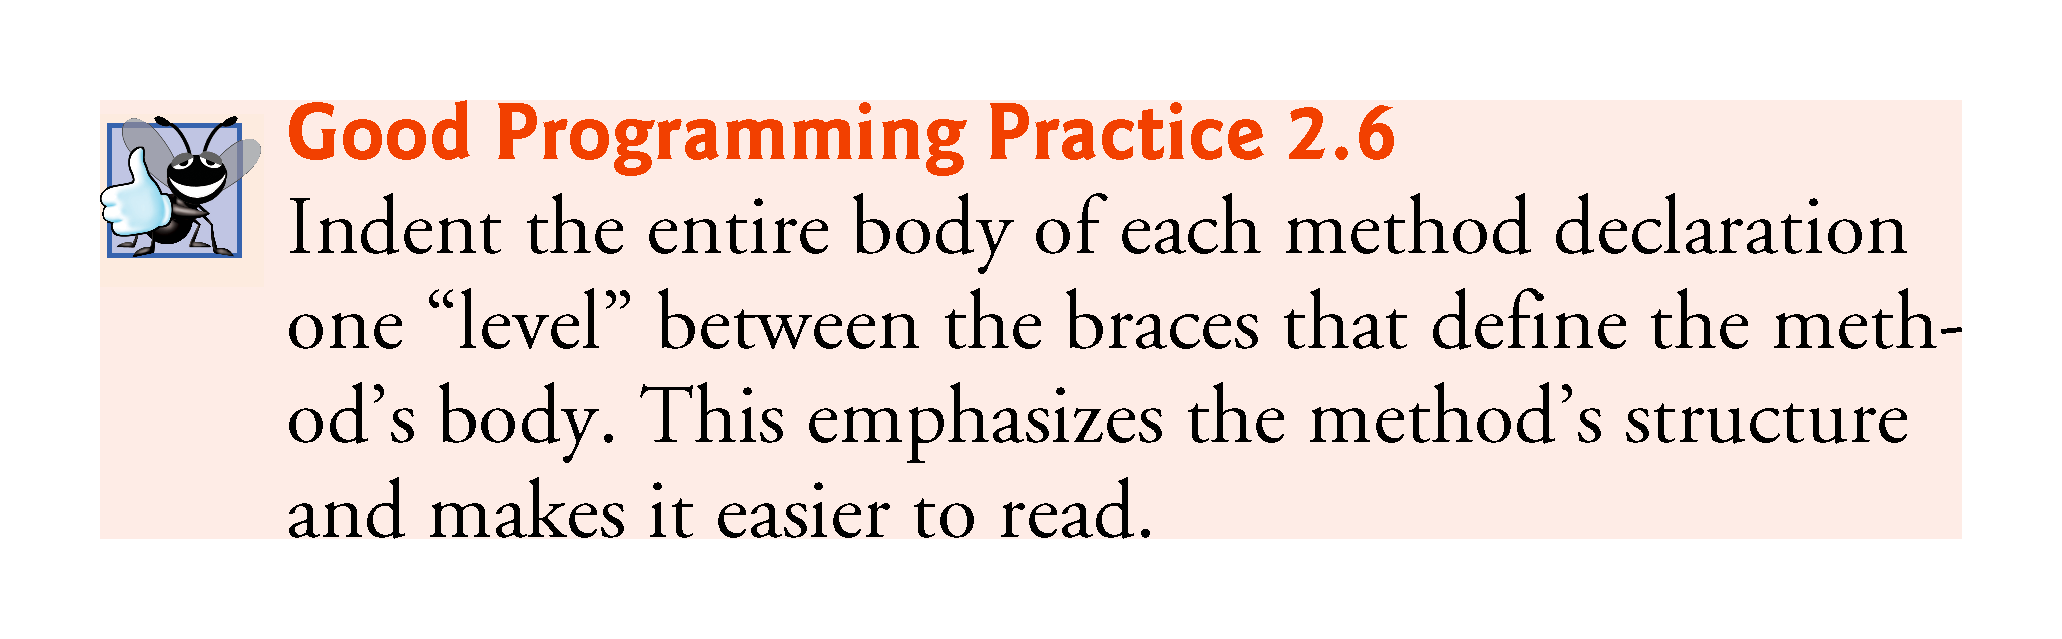 Good Programming Practice 2.6
Indent the entire body of each method declaration
one “level” between the braces that define the meth-
od’s body. This emphasizes the method’s structure
and makes it easier to read.